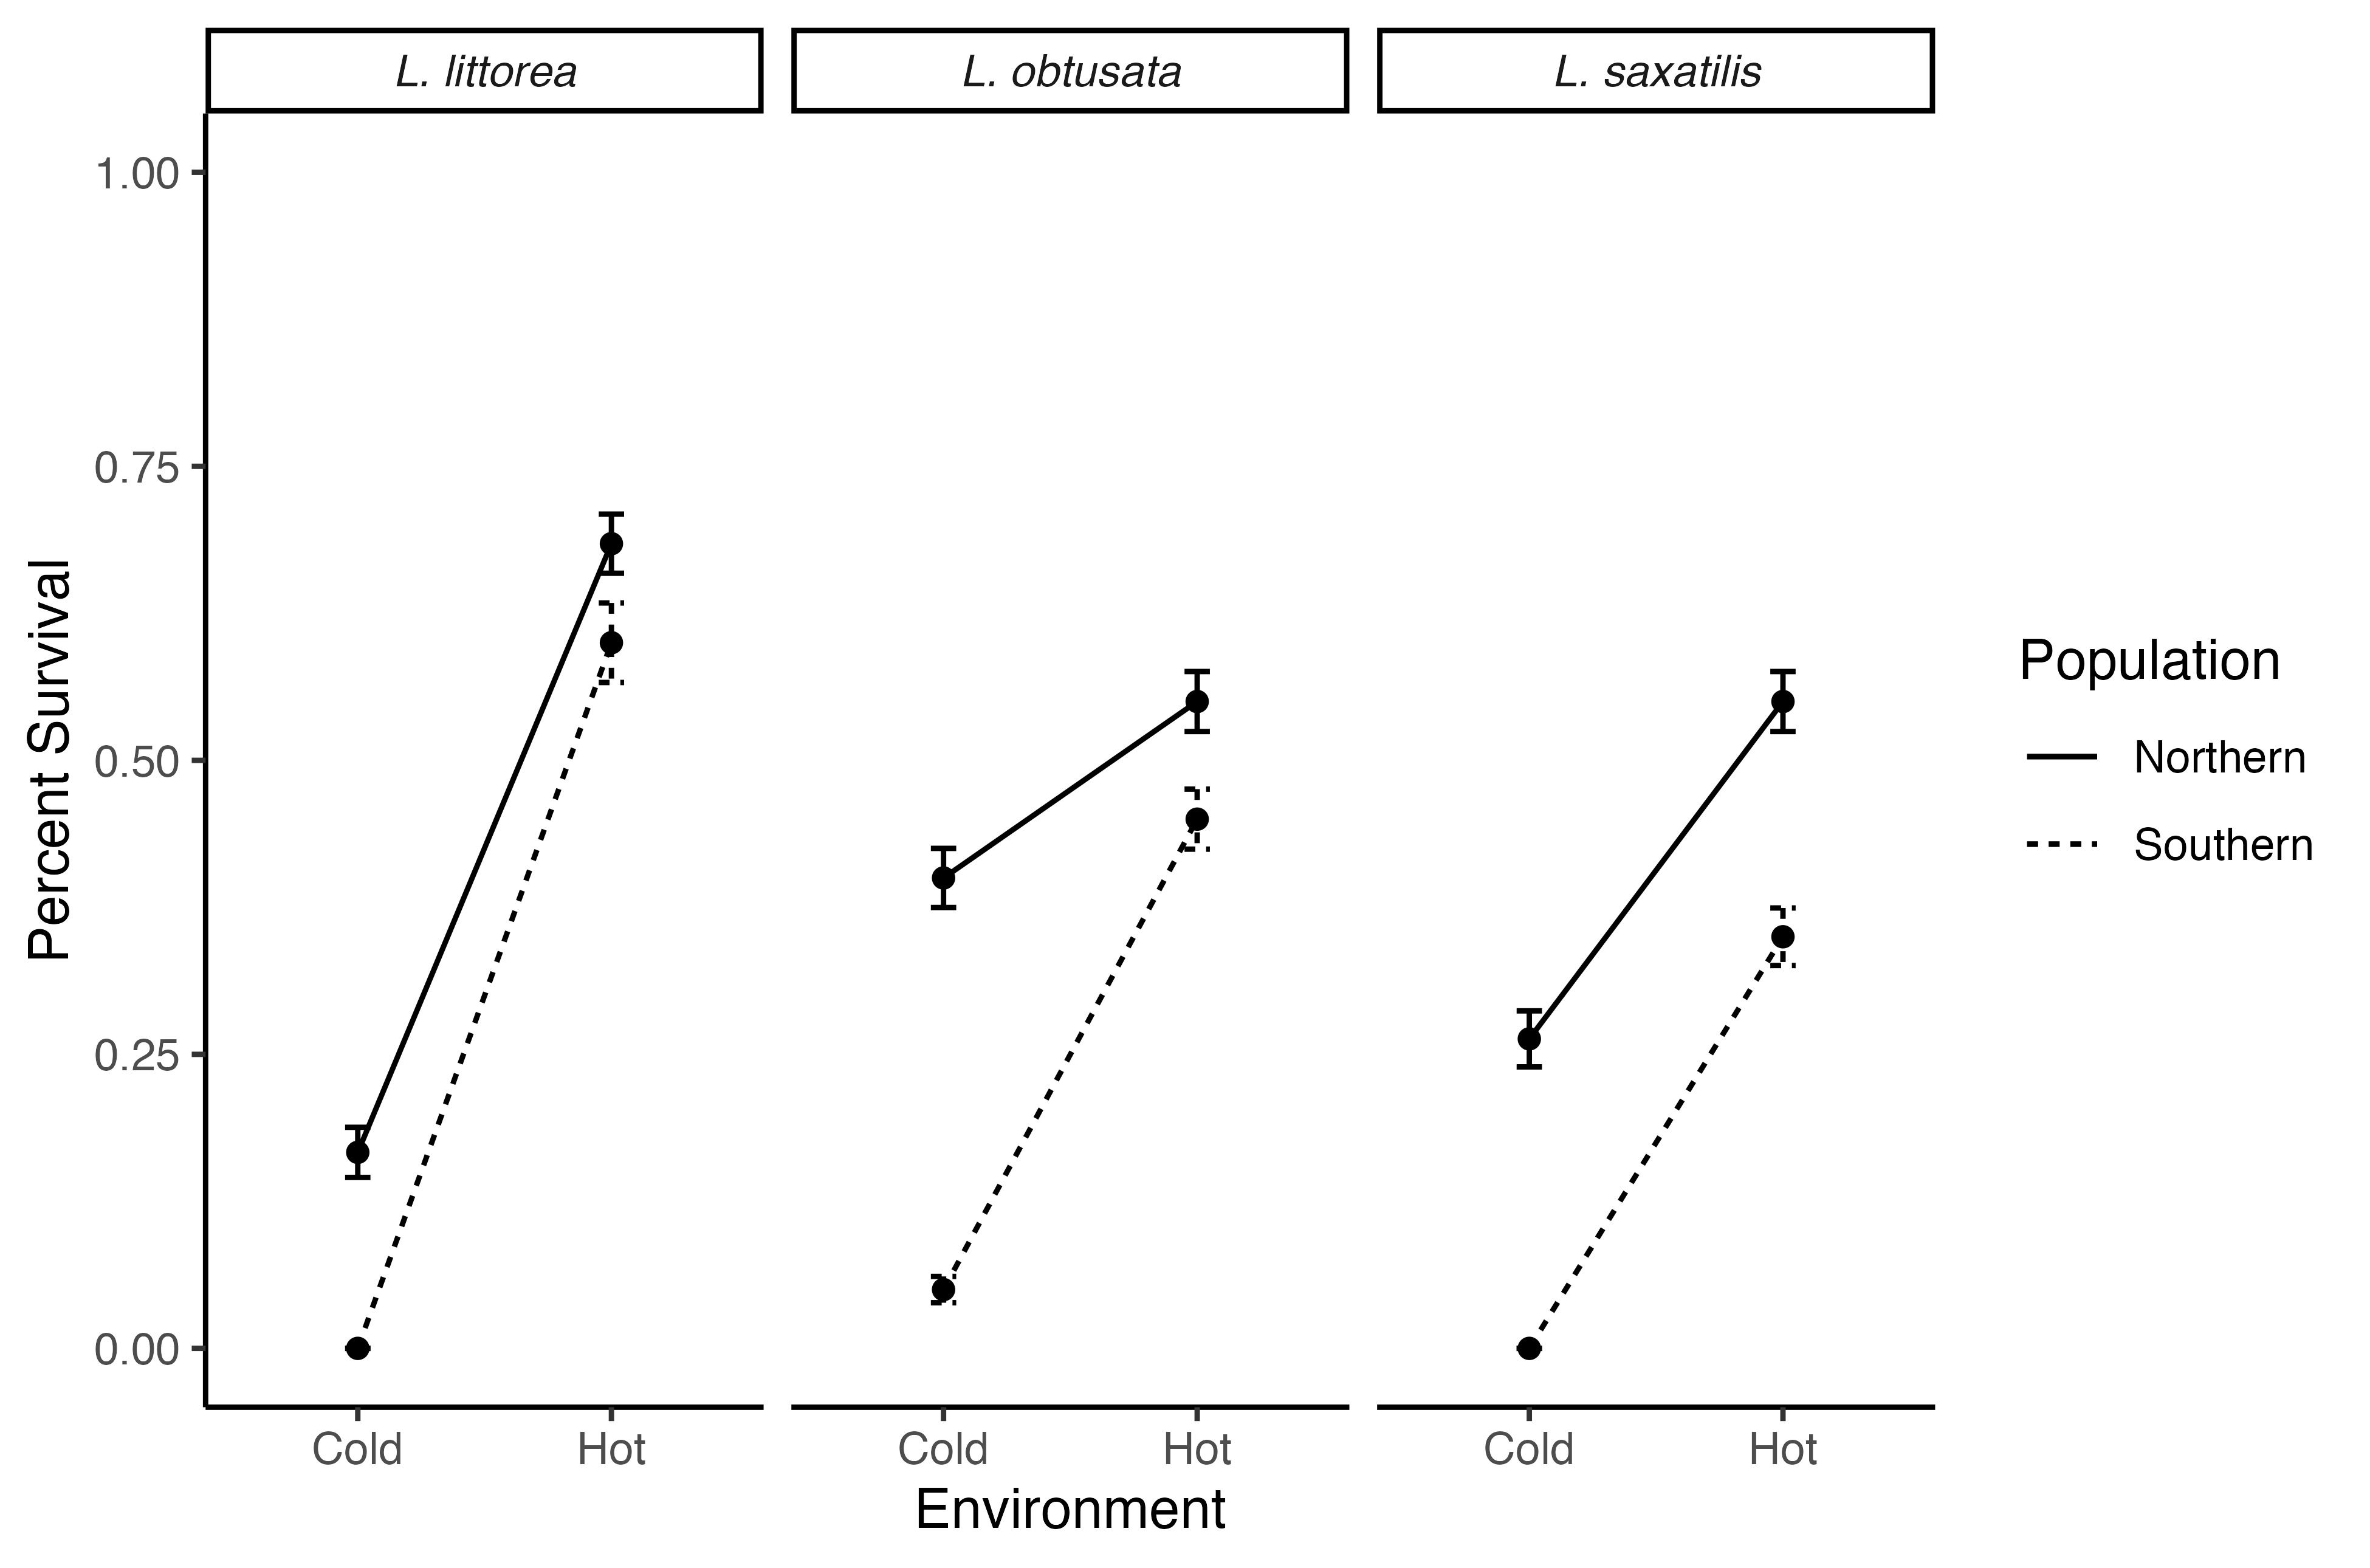 L. littorea
L. obtusata
L. saxatilis
1.00
0.75
0.50
0.25
0.00
Percent Survival
Cold Hot
Cold Hot
Cold Hot
Environment
Population
Northern
Southern